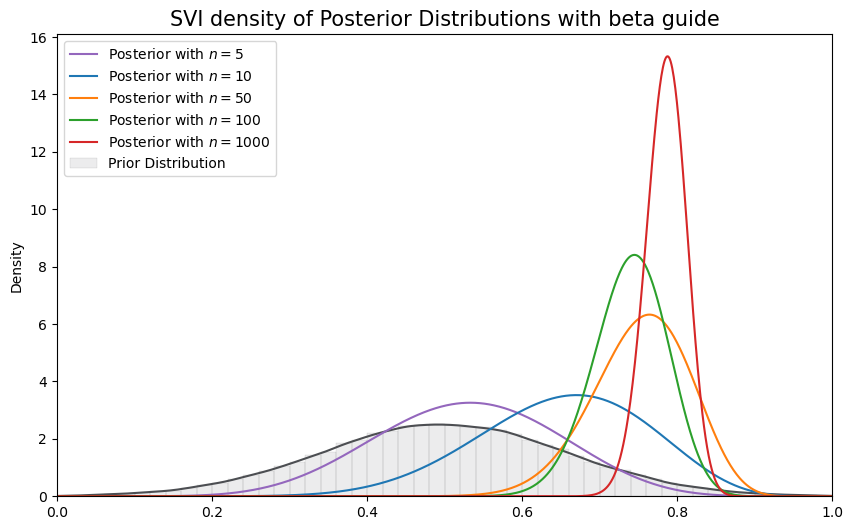 SVI density of Posterior Distributions with beta guide
16
14
12
10
8
6
4
2
0
Density
Posterior with n = 5
Posterior with n = 10
Posterior with n = 50
Posterior with n = 100
Posterior with n = 1000
Prior Distribution
0.0 0.2 0.4 0.6 0.8 1.0